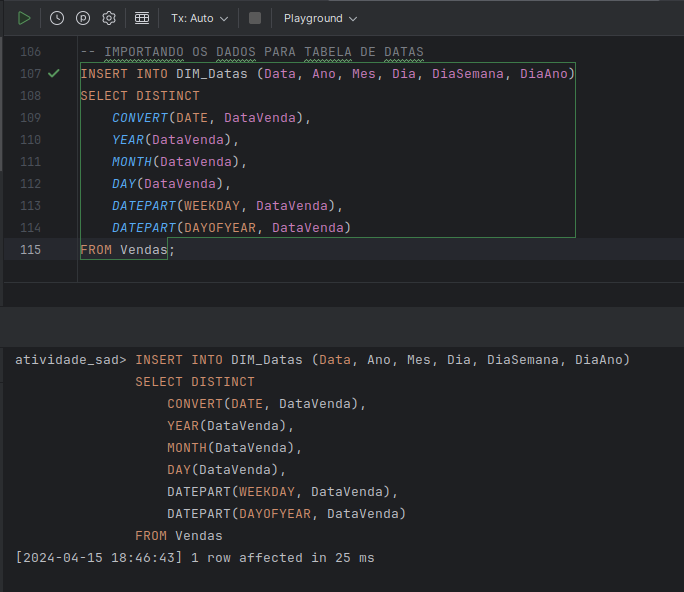 Tx: Auto Playground
106 -- IMPORTANDO OS DADOS PARA TABELA DE DATAS
107 INSERT INTO DIM_Datas (Data, Ano, Mes, Dia, DiaSemana, DiaAno)
108 SELECT DISTINCT
109 CONVERT(DATE, DataVenda),
110 YEAR(DataVenda),
111 MONTH(DataVenda),
112 DAY(DataVenda),
113 DATEPART(WEEKDAY, DataVenda),
114 DATEPART(DAYOFYEAR, DataVenda)
115 FROM Vendas;
atividade_sad> INSERT INTO DIM_Datas (Data, Ano, Mes, Dia, DiaSemana, DiaAno)
SELECT DISTINCT
CONVERT(DATE, DataVenda),
YEAR(DataVenda),
MONTH(DataVenda),
DAY(DataVenda),
DATEPART(WEEKDAY, DataVenda),
DATEPART(DAYOFYEAR, DataVenda)
FROM Vendas
[2024-04-15 18:46:43] 1 row affected in 25 ms